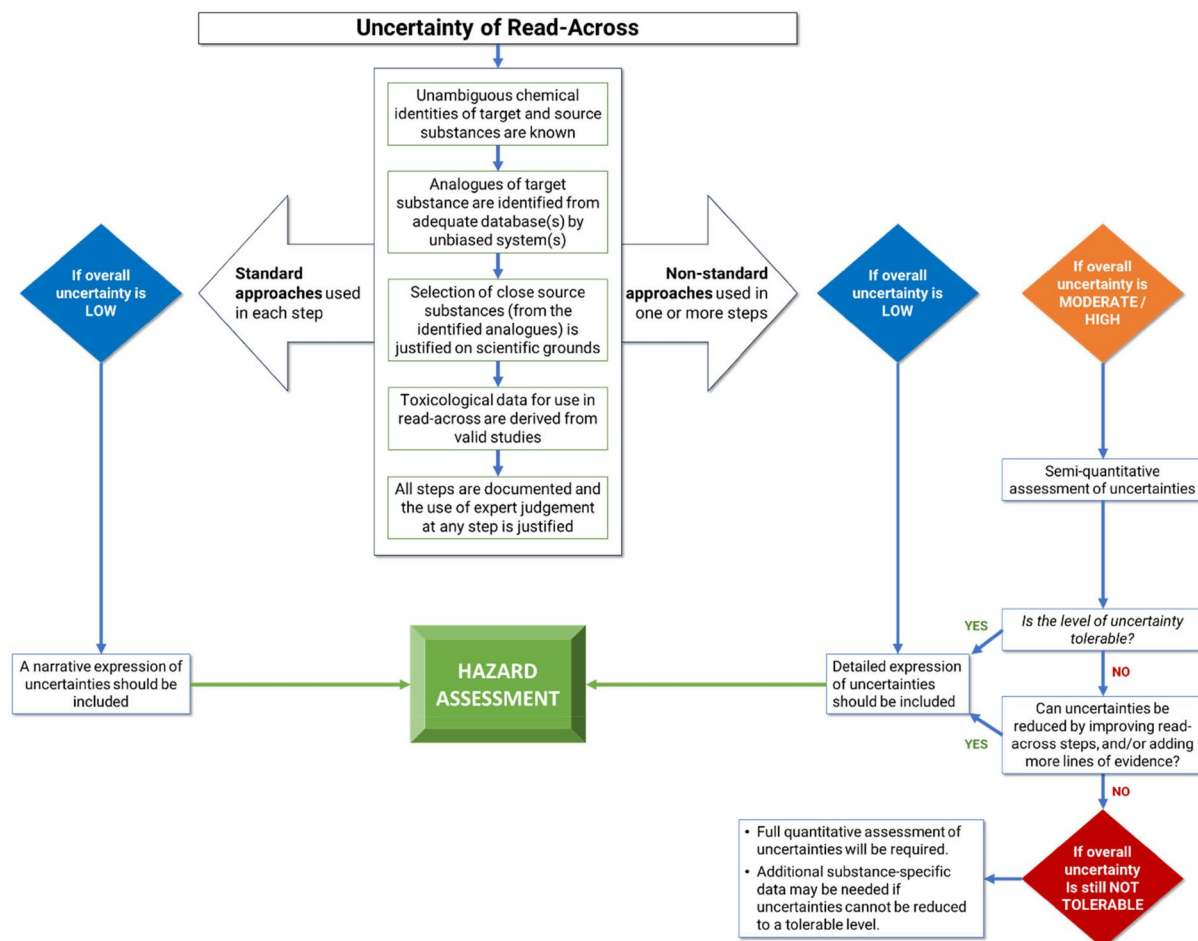 Uncertainty of Read-Across
Unambiguous chemical
identities of target and source
substances are known
Analogues of target
substance are identified from
adequate database(s) by
unbiased system(s)
Selection of close source
substances (from the
identified analogues) is
justified on scientific grounds
Toxicological data for use in
read-across are derived from
valid studies
All steps are documented and
the use of expert judgement
at any step is justified
If overall
uncertainty is
LOW
Standard
approaches used
in each step
Non-standard
approaches used in
one or more steps
If overall
uncertainty is
LOW
If overall
uncertainty is
MODERATE /
HIGH
Semi-quantitative
assessment of uncertainties
Is the level of uncertainty
tolerable?
YES
NO
A narrative expression of
uncertainties should be
included
HAZARD
ASSESSMENT
Detailed expression
of uncertainties
should be included
Can uncertainties be
reduced by improving read-
across steps, and/or adding
more lines of evidence?
YES
NO
• Full quantitative assessment of
uncertainties will be required.
• Additional substance-specific
data may be needed if
uncertainties cannot be reduced
to a tolerable level.
If overall
uncertainty
Is still NOT
TOLERABLE